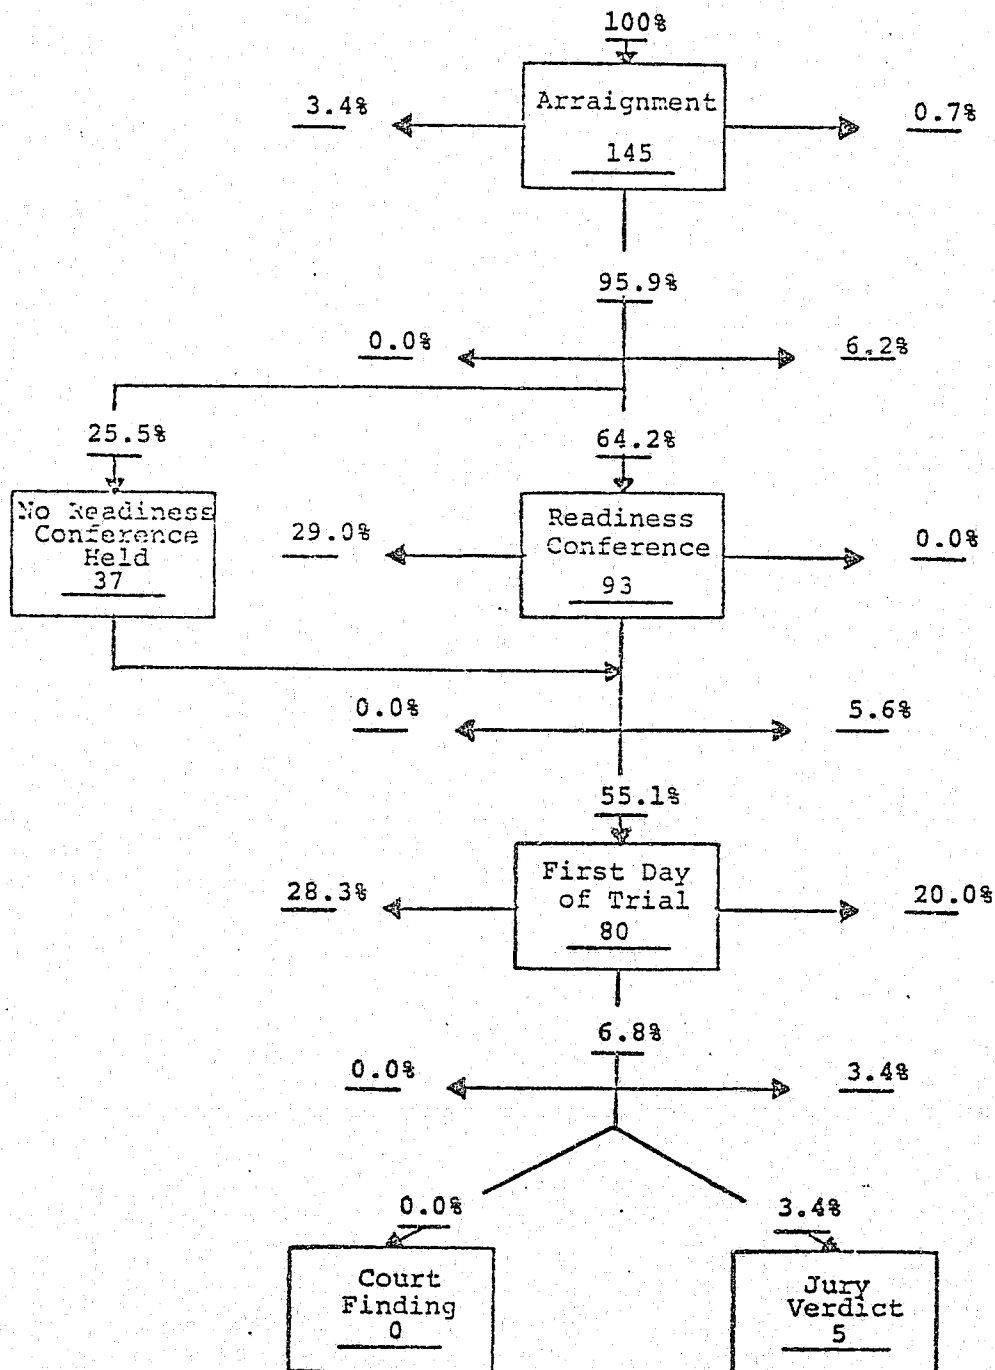 100%
Arraignment
3.4%
0.7%
145
95.9%
0.0%
6.2%
25.5%
64.2%
No Readiness
Conference
Held
37
29.0%
Readiness
Conference
93
0.0%
0.0%
5.6%
55.1%
28.3%
First Day
of Trial
80
20.0%
6.8%
0.0%
3.4%
0.0%
3.4%
Court
Finding
0
Jury
Verdict
5